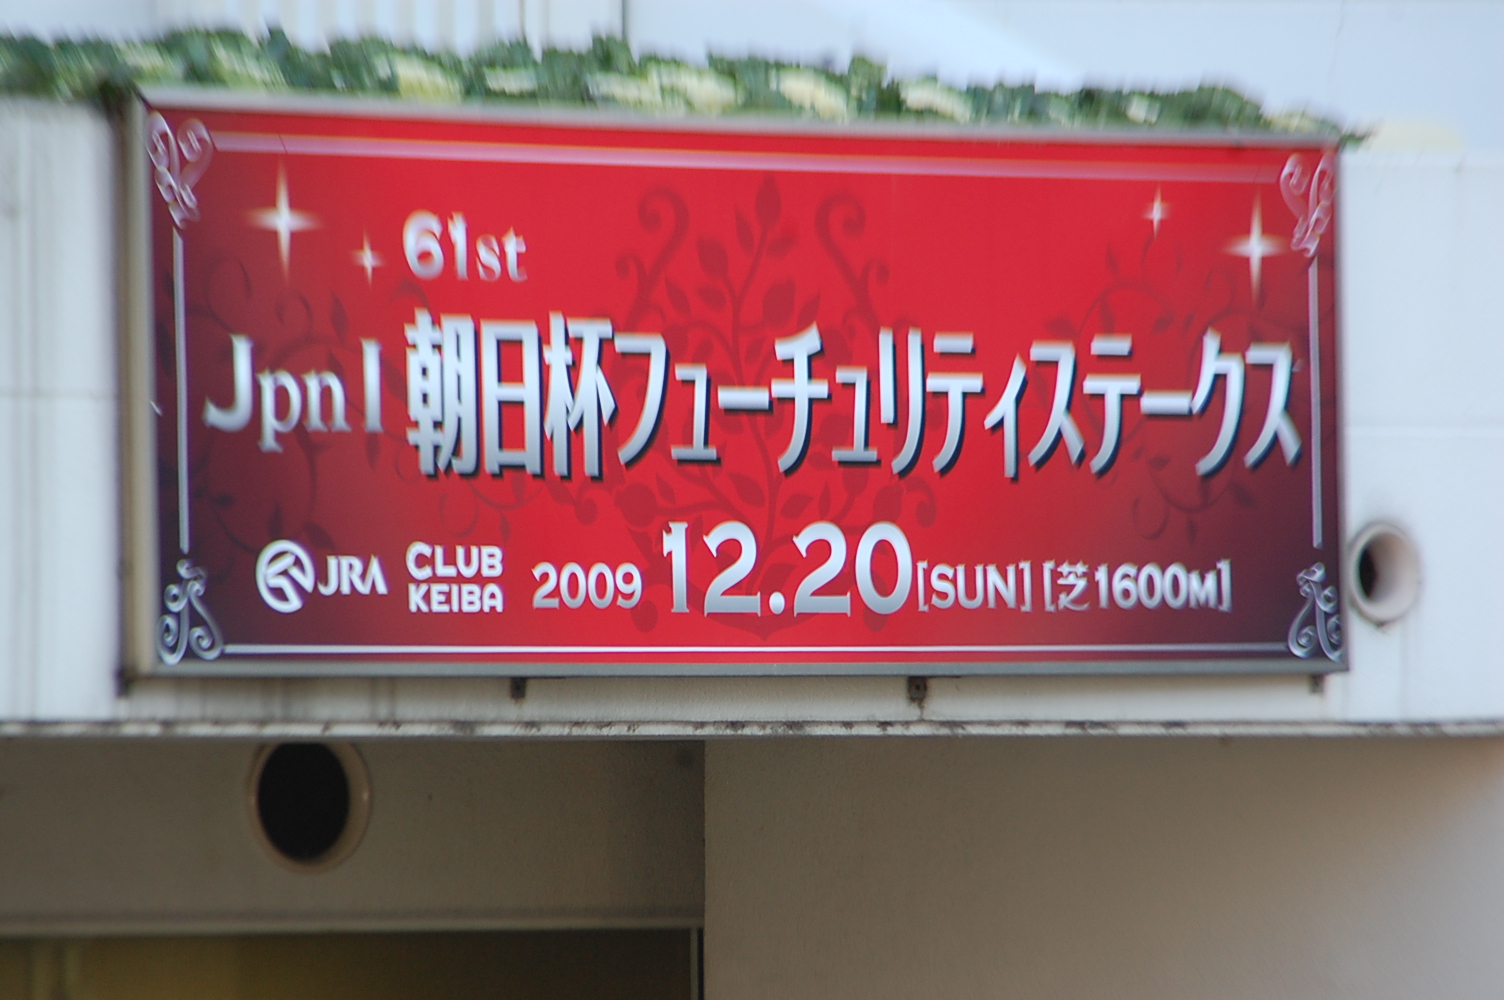 61st
JpnI 朝日杯フューチュリティステークス
JRA CLUB KEIBA 2009 12.20[SUN] [芝1600M]